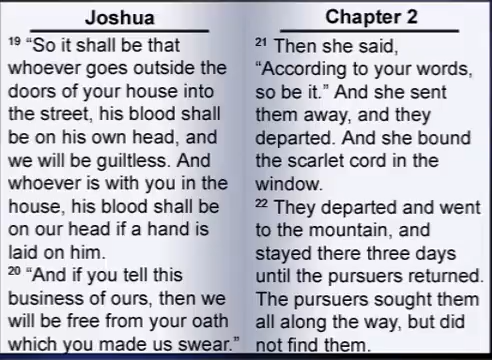 Joshua
19 “So it shall be that
whoever goes outside the
doors of your house into
the street, his blood shall
be on his own head, and
we will be guiltless. And
whoever is with you in the
house, his blood shall be
on our head if a hand is
laid on him.
20 “And if you tell this
business of ours, then we
will be free from your oath
which you made us swear.”
Chapter 2
21 Then she said,
“According to your words,
so be it.” And she sent
them away, and they
departed. And she bound
the scarlet cord in the
window.
22 They departed and went
to the mountain, and
stayed there three days
until the pursuers returned.
The pursuers sought them
all along the way, but did
not find them.